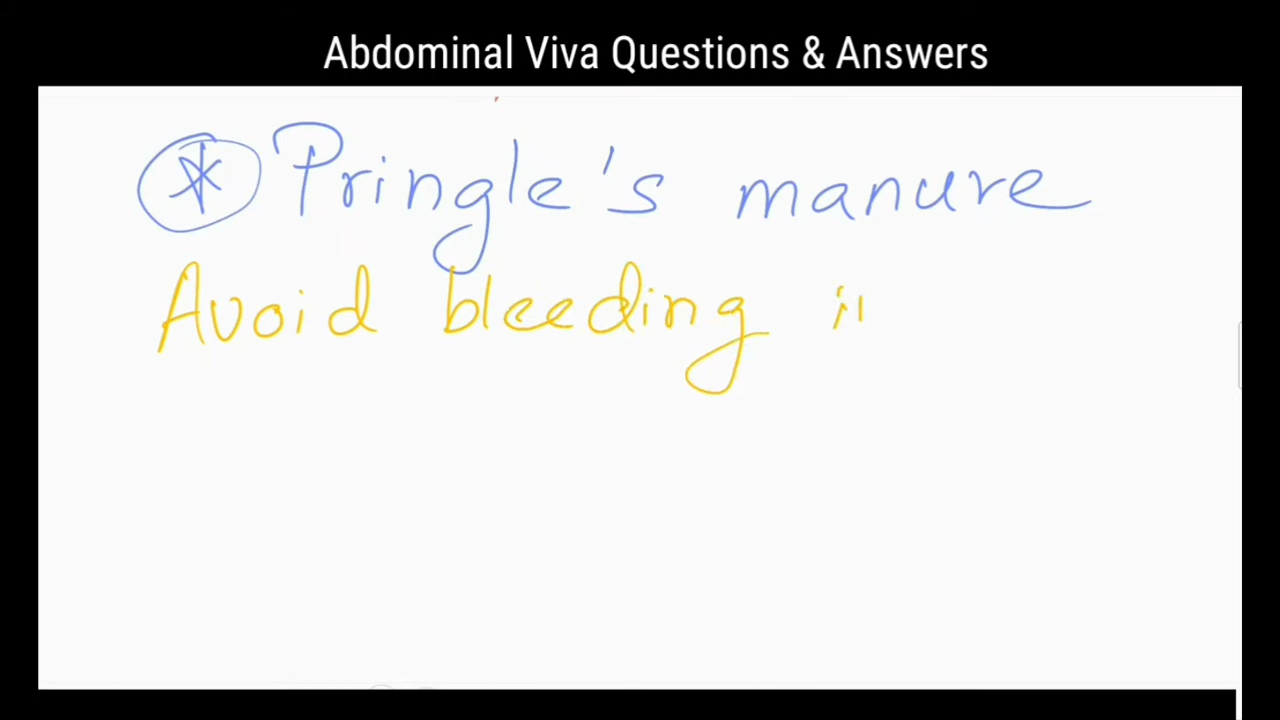 Abdominal Viva Questions & Answers
* Pringle's manure
Avoid bleeding